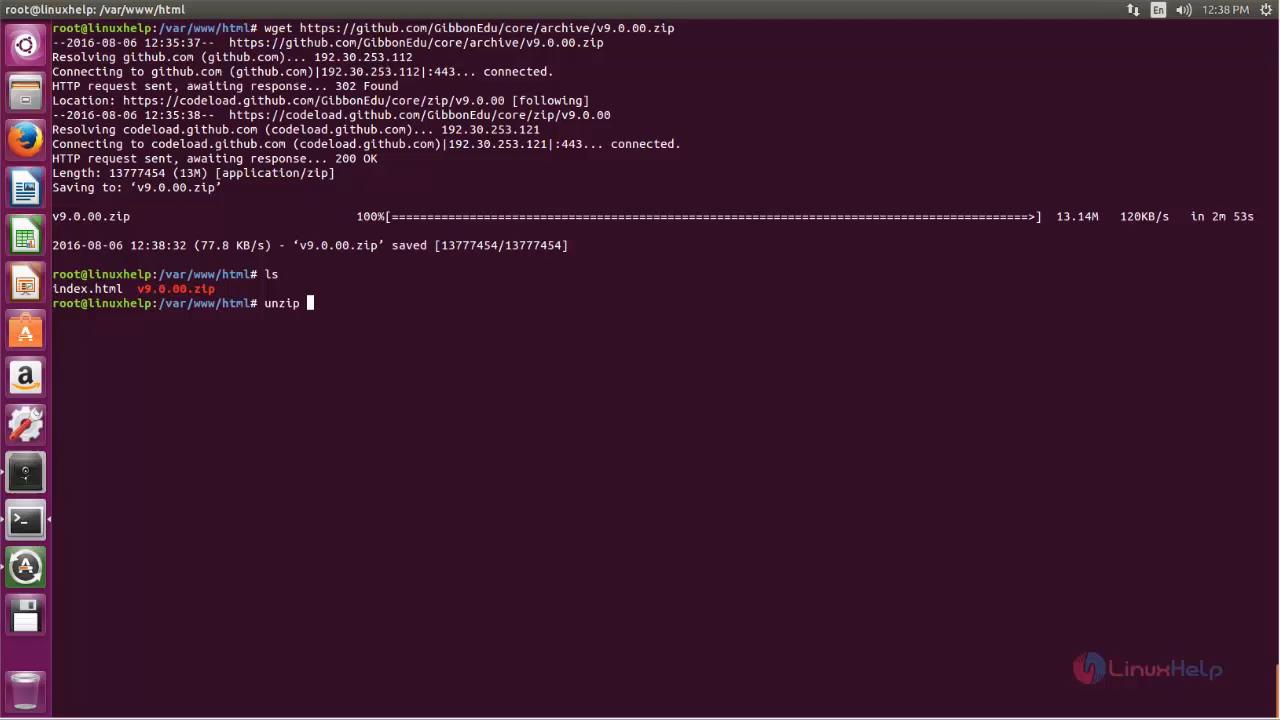 root@linuxhelp: /var/www/html
En 12:38 PM
root@linuxhelp:/var/www/html# wget https://github.com/GibbonEdu/core/archive/v9.0.00.zip
--2016-08-06 12:35:37-- https://github.com/GibbonEdu/core/archive/v9.0.00.zip
Resolving github.com (github.com)... 192.30.253.112
Connecting to github.com (github.com)|192.30.253.112|:443... connected.
HTTP request sent, awaiting response... 302 Found
Location: https://codeload.github.com/GibbonEdu/core/zip/v9.0.00 [following]
--2016-08-06 12:35:38-- https://codeload.github.com/GibbonEdu/core/zip/v9.0.00
Resolving codeload.github.com (codeload.github.com)... 192.30.253.121
Connecting to codeload.github.com (codeload.github.com)|192.30.253.121|:443... connected.
HTTP request sent, awaiting response... 200 OK
Length: 13777454 (13M) [application/zip]
Saving to: ‘v9.0.00.zip’
v9.0.00.zip 100%[==========================================================================================>] 13.14M 120KB/s in 2m 53s
2016-08-06 12:38:32 (77.8 KB/s) - ‘v9.0.00.zip’ saved [13777454/13777454]
root@linuxhelp:/var/www/html# ls
index.html v9.0.00.zip
root@linuxhelp:/var/www/html# unzip
LinuxHelp